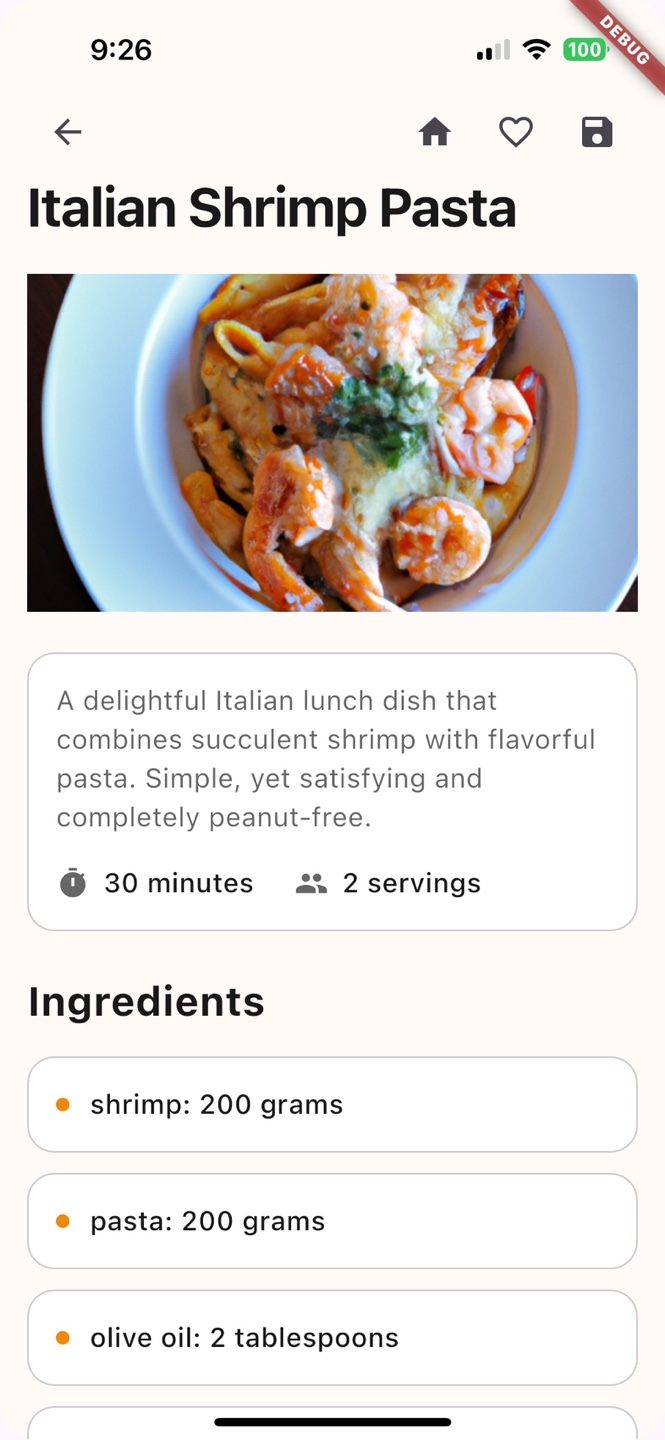 9:26
100
DEBUG
Italian Shrimp Pasta
A delightful Italian lunch dish that
combines succulent shrimp with flavorful
pasta. Simple, yet satisfying and
completely peanut-free.
30 minutes 2 servings
Ingredients
shrimp: 200 grams
pasta: 200 grams
olive oil: 2 tablespoons